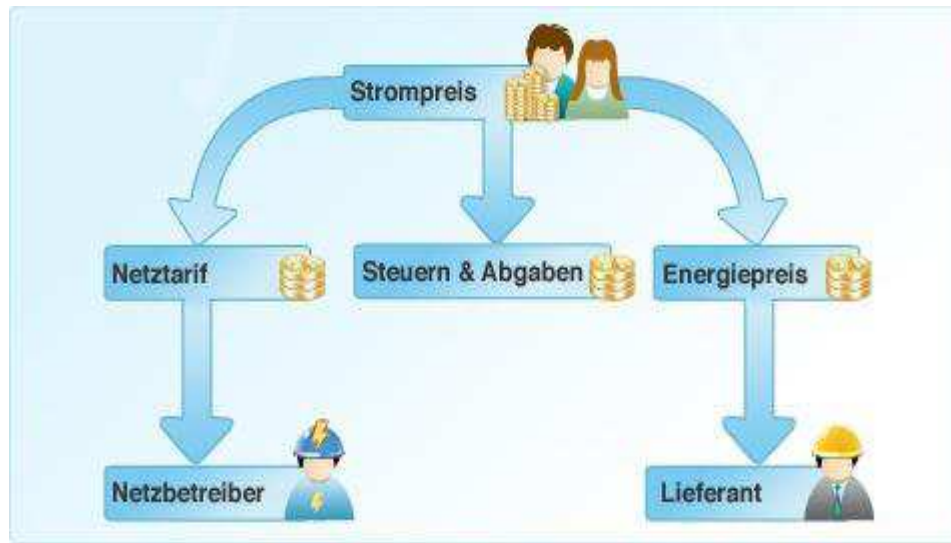 Strompreis
Netztarif
Steuern & Abgaben
Energiepreis
Netzbetreiber
Lieferant